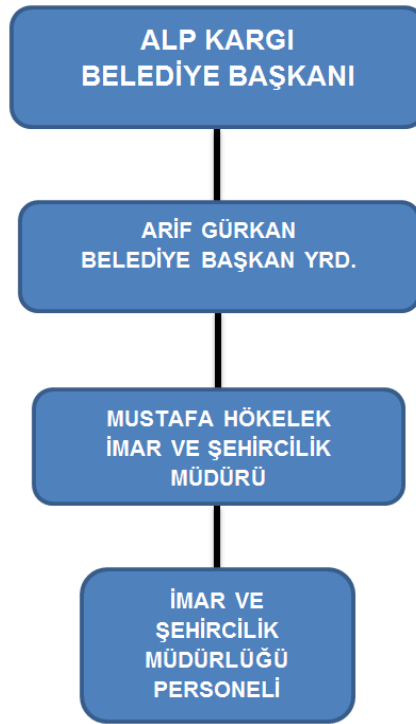 ALP KARGI
BELEDİYE BAŞKANI
ARİF GÜRKAN
BELEDİYE BAŞKAN YRD.
MUSTAFA HÖKELEK
İMAR VE ŞEHİRCİLİK
MÜDÜRÜ
İMAR VE
ŞEHİRCİLİK
MÜDÜRLÜĞÜ
PERSONELİ